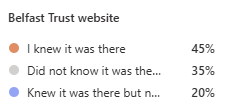 Belfast Trust website
I knew it was there 45%
Did not know it was the... 35%
Knew it was there but n... 20%